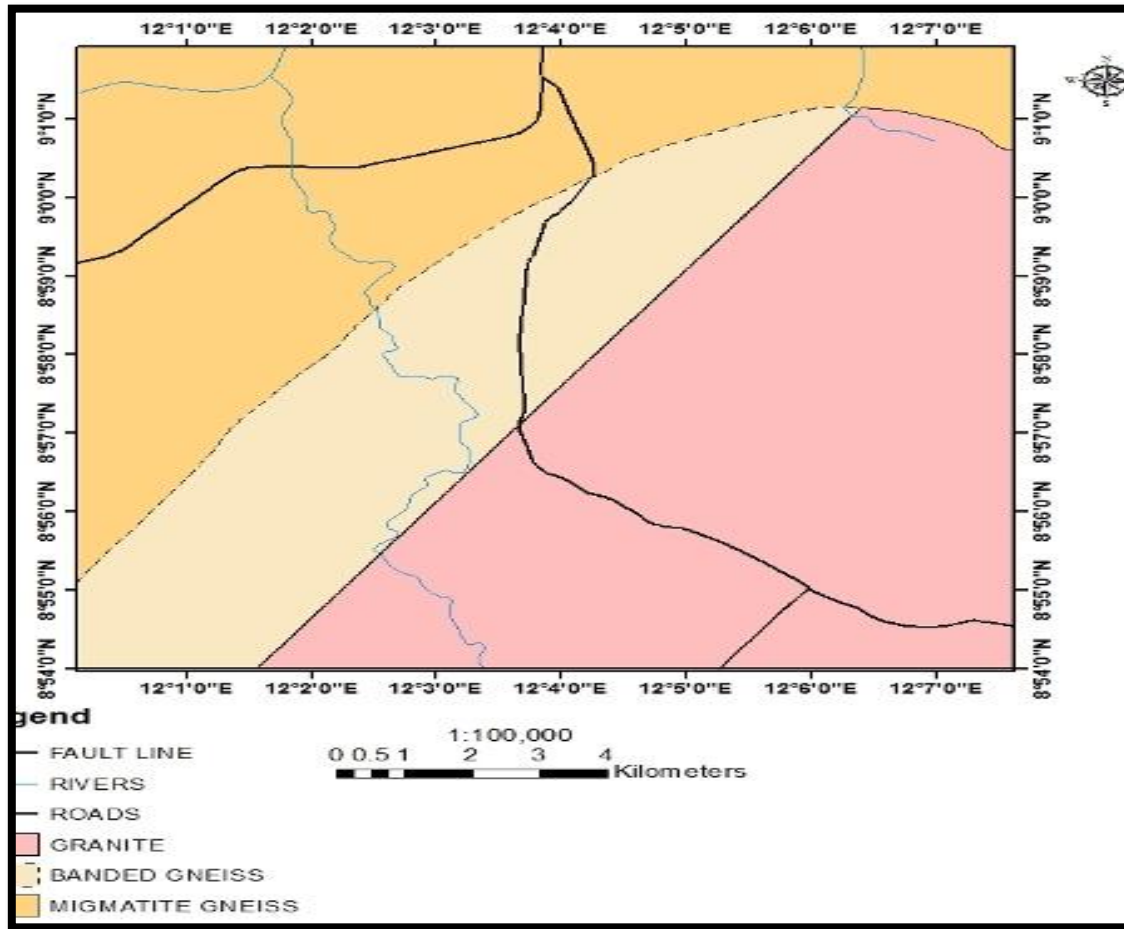 12°1'0"E 12°2'0"E 12°3'0"E 12°4'0"E 12°5'0"E 12°6'0"E 12°7'0"E
9°1'0"N 9°1'0"N
9°0'0"N 9°0'0"N
8°59'0"N 8°59'0"N
8°58'0"N 8°58'0"N
8°57'0"N 8°57'0"N
8°56'0"N 8°56'0"N
8°55'0"N 8°55'0"N
8°54'0"N 8°54'0"N
12°1'0"E 12°2'0"E 12°3'0"E 12°4'0"E 12°5'0"E 12°6'0"E 12°7'0"E
gend
1:100,000
0 0.5 1 2 3 4
Kilometers
FAULT LINE
RIVERS
ROADS
GRANITE
BANDED GNEISS
MIGMATITE GNEISS